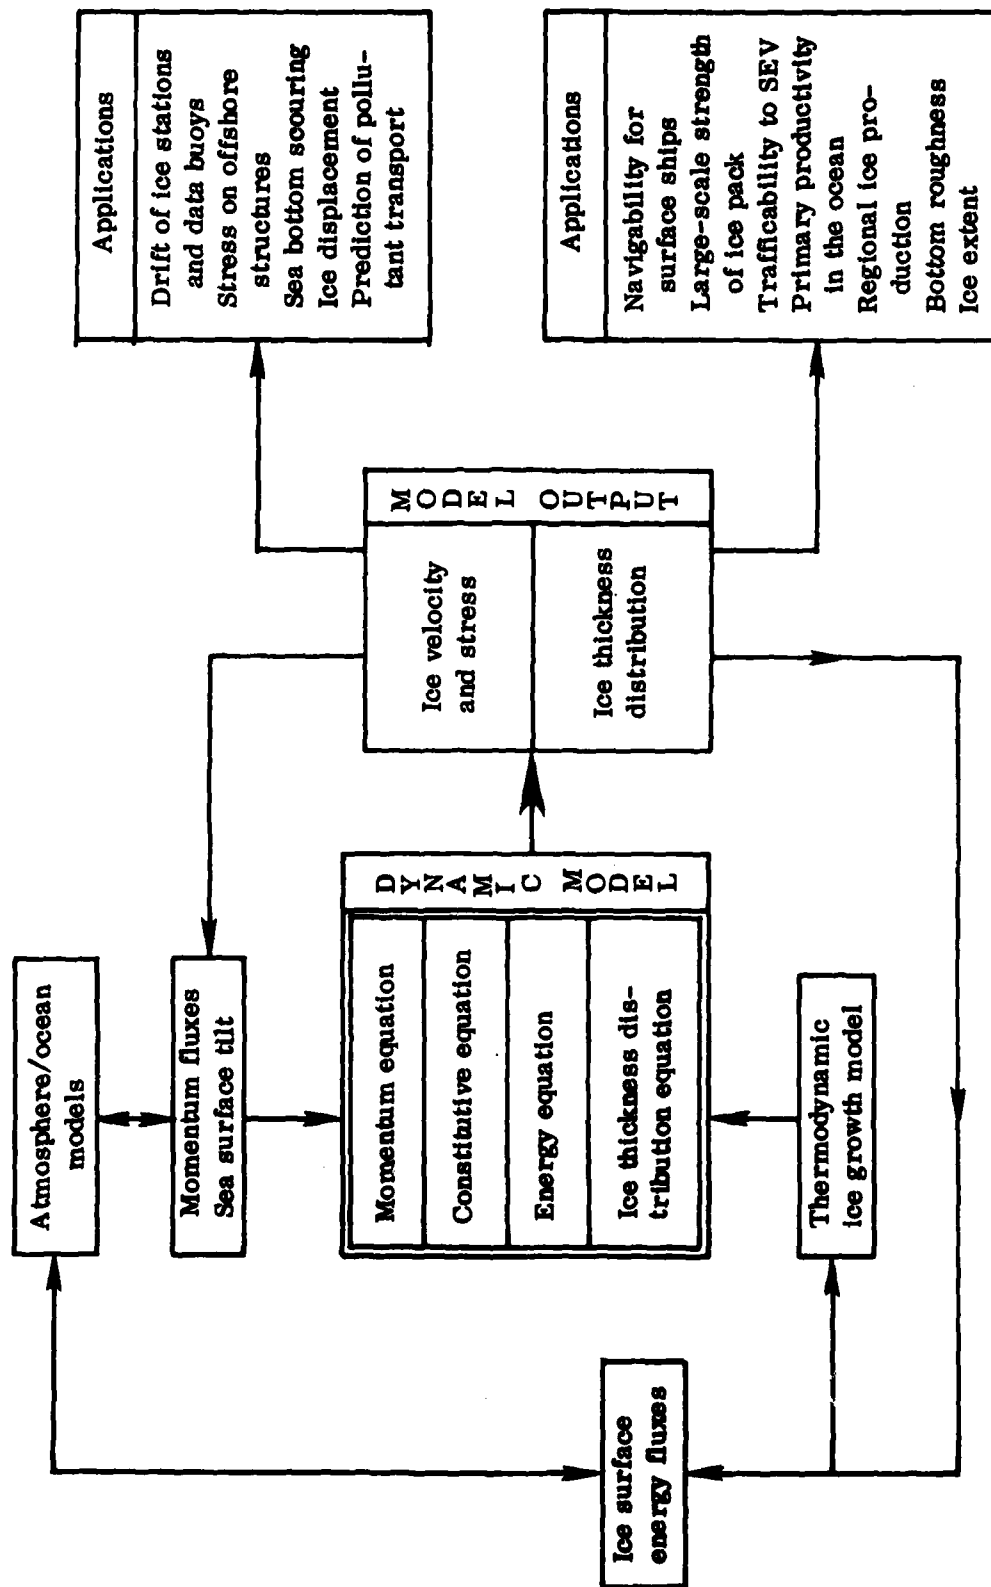 Atmosphere/ocean
models
Momentum fluxes
Sea surface tilt
Ice surface
energy fluxes
Momentum equation
Constitutive equation
Energy equation
Ice thickness dis-
tribution equation
DYNAMIC MODEL
Thermodynamic
ice growth model
Ice velocity
and stress
Ice thickness
distribution
MODEL OUTPUT
Applications
Drift of ice stations
and data buoys
Stress on offshore
structures
Sea bottom scouring
Ice displacement
Prediction of pollu-
tant transport
Applications
Navigability for
surface ships
Large-scale strength
of ice pack
Trafficability to SEV
Primary productivity
in the ocean
Regional ice pro-
duction
Bottom roughness
Ice extent